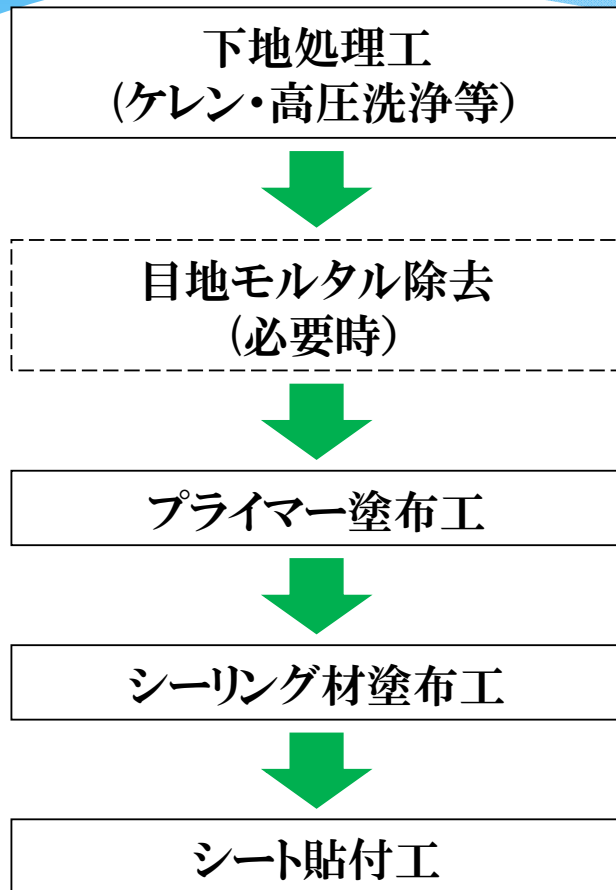 下地処理工
(ケレン・高圧洗浄等)
目地モルタル除去
(必要時)
プライマー塗布工
シーリング材塗布工
シート貼付工